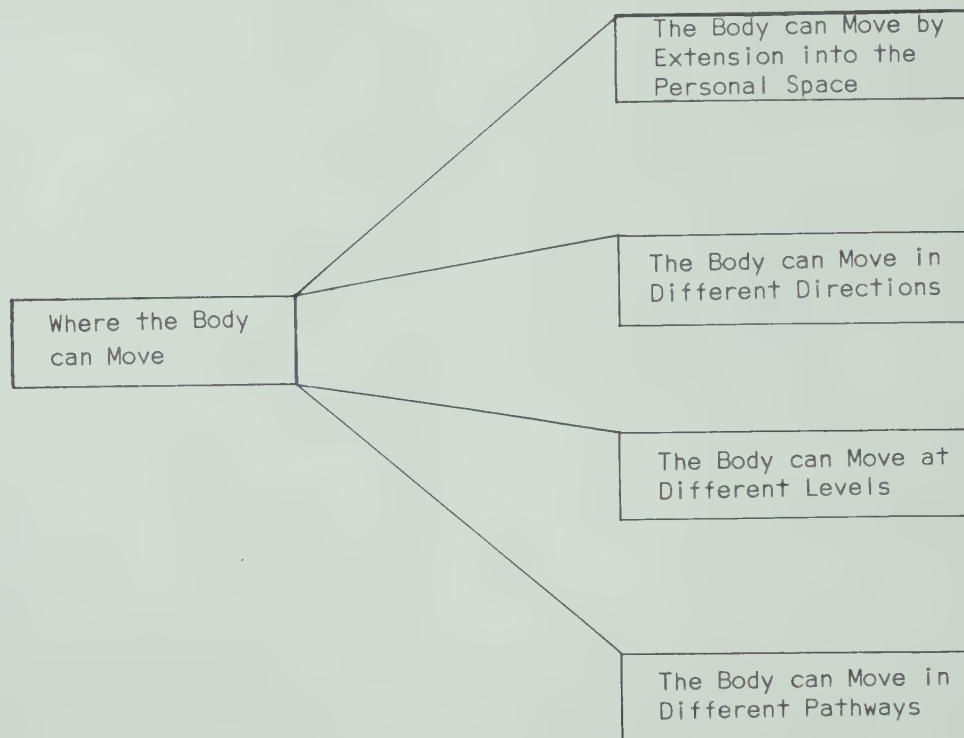 The Body can Move by
Extension into the
Personal Space
The Body can Move in
Different Directions
Where the Body
can Move
The Body can Move at
Different Levels
The Body can Move in
Different Pathways